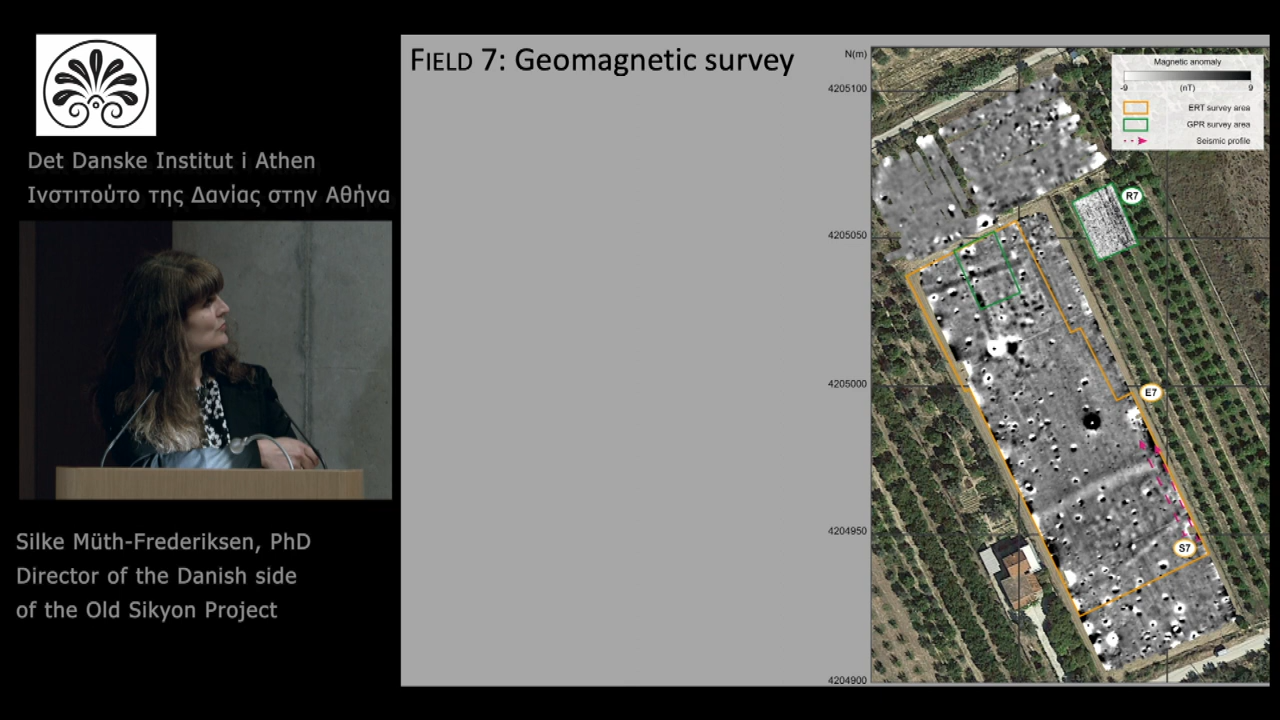 Det Danske Institut i Athen
Ινστιτούτο της Δανίας στην Αθήνα
Silke Müth-Frederiksen, PhD
Director of the Danish side
of the Old Sikyon Project
FIELD 7: Geomagnetic survey
N(m)
4205100
4205050
4205000
4204950
4204900
Magnetic anomaly
-9 (nT) 9
ERT survey area
GPR survey area
Seismic profile
R7
E7
S7